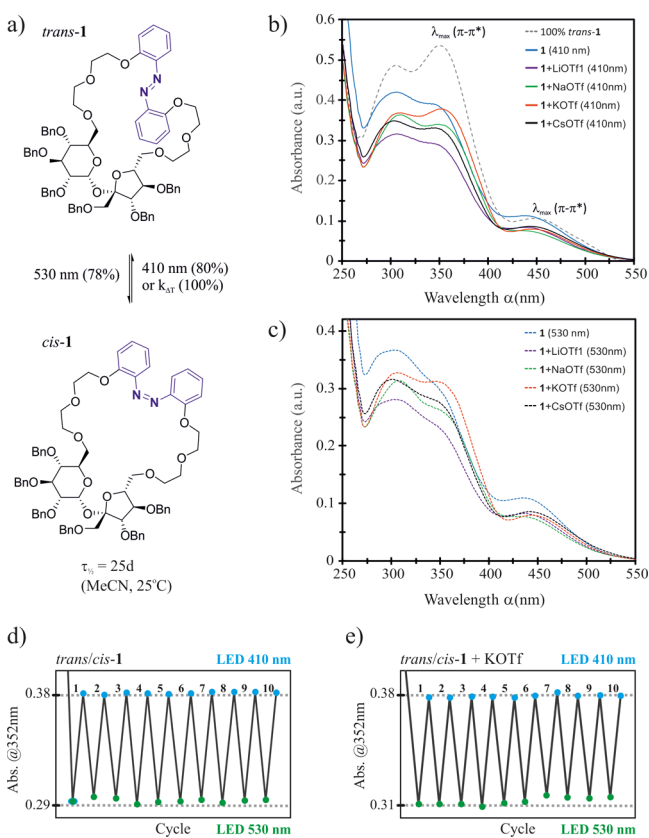 a)
trans-1
O
O
N
N
O
O
O
O
O
BnO
BnO
BnO
O
O
O
OBn
BnO
OBn
530 nm (78%)
410 nm (80%)
or kΔT (100%)
cis-1
O
N
N
O
O
O
O
O
O
BnO
BnO
BnO
O
O
O
OBn
BnO
OBn
τ½ = 25d
(MeCN, 25°C)
b)
0.6
0.5
0.4
0.3
0.2
0.1
0
Absorbance (a.u.)
λmax (π-π*)
λmax (π-π*)
100% trans-1
1 (410 nm)
1+LiOTf1 (410nm)
1+NaOTf (410nm)
1+KOTf (410nm)
1+CsOTf (410nm)
250 300 350 400 450 500 550
Wavelength α(nm)
c)
0.4
0.3
0.2
0.1
0
Absorbance (a.u.)
1 (530 nm)
1+LiOTf1 (530nm)
1+NaOTf (530nm)
1+KOTf (530nm)
1+CsOTf (530nm)
250 300 350 400 450 500 550
Wavelength α(nm)
d)
trans/cis-1 LED 410 nm
1 2 3 4 5 6 7 8 9 10
0.38
0.29
Abs. @352nm
Cycle LED 530 nm
e)
trans/cis-1 + KOTf LED 410 nm
1 2 3 4 5 6 7 8 9 10
0.38
0.31
Abs. @352nm
Cycle LED 530 nm